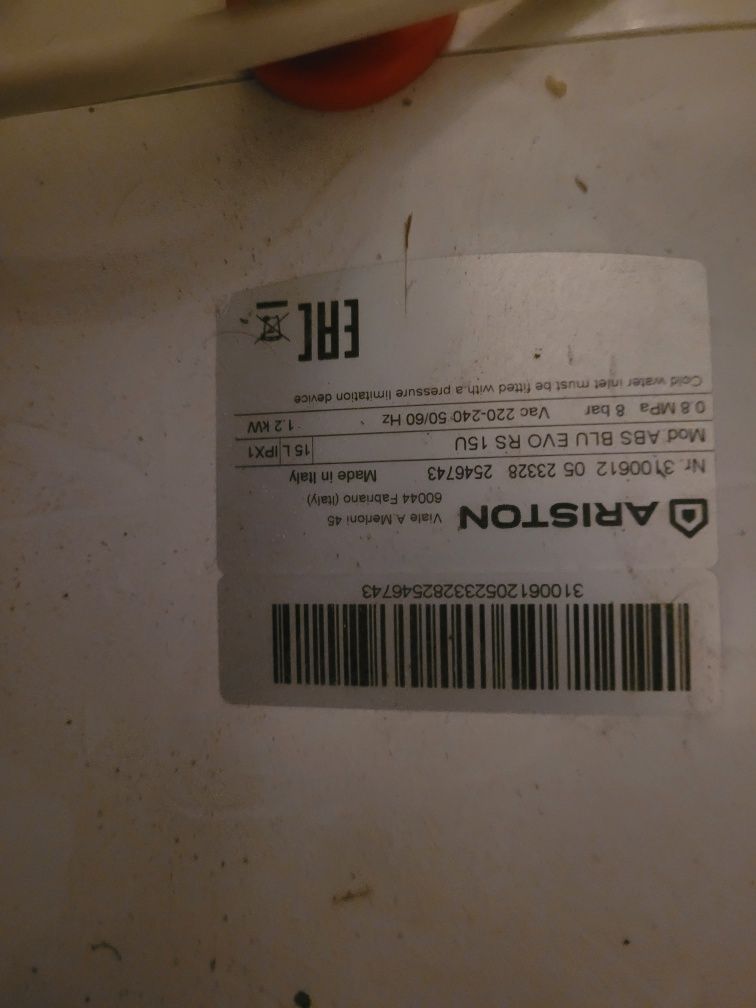 3100612052332825467​43
ARISTON
Viale A. Merloni 45
60044 Fabriano (Italy)
Nr. 3100612 05 23328 2546743 Made in Italy
Mod. ABS BLU EVO RS 15U 15 L IPX1
0.8 MPa 8 bar Vac 220-240 50/60 Hz 1.2 kW
Cold water inlet must be fitted with a pressure limitation device
EAC